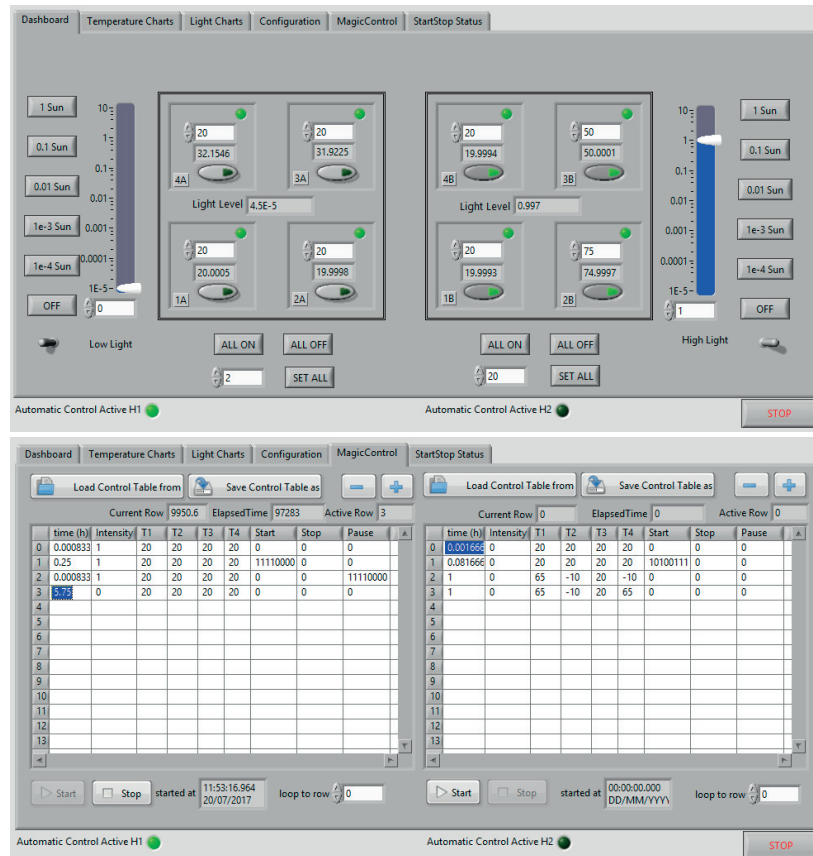 Dashboard Temperature Charts Light Charts Configuration MagicControl StartStop Status
1 Sun 10 20 20 20 50 10 1 Sun
32.1546 31.9225 19.9994 50.0001
0.1 Sun 1 4A 3A 4B 3B 1 0.1 Sun
0.01 Sun 0.1 0.1 0.01 Sun
0.01 Light Level 4.5E-5 Light Level 0.997 0.01
1e-3 Sun 0.001 0.001 1e-3 Sun
1e-4 Sun 0.0001 20 20 20 75 0.0001 1e-4 Sun
20.0005 19.9998 19.9993 74.9997
1E-5 1A 2A 1B 2B 1E-5
OFF 0 1 OFF
Low Light ALL ON ALL OFF ALL ON ALL OFF High Light
2 SET ALL 20 SET ALL
Automatic Control Active H1 Automatic Control Active H2 STOP
Dashboard Temperature Charts Light Charts Configuration MagicControl StartStop Status
Load Control Table from Save Control Table as Load Control Table from Save Control Table as
Current Row 9950.6 ElapsedTime 97283 Active Row 3 Current Row 0 ElapsedTime 0 Active Row 0
time (h) Intensity T1 T2 T3 T4 Start Stop Pause time (h) Intensity T1 T2 T3 T4 Start Stop Pause
0 0.000833 1 20 20 20 20 0 0 0 0.001666 0 20 20 20 20 0 0 0
1 0.25 1 20 20 20 20 11110000 0 0 1 0.081666 0 20 20 20 20 10100111 0 0
2 0.000833 1 20 20 20 20 0 0 11110000 2 1 0 65 -10 20 -10 0 0 0
3 5.75 0 20 20 20 20 0 0 0 3 1 0 65 -10 20 65 0 0 0
4 4
5 5
6 6
7 7
8 8
9 9
10 10
11 11
12 12
13 13
Start Stop started at 11:53:16.964 loop to row 0 Start Stop started at 00:00:00.000 loop to row 0
20/07/2017 DD/MM/YYY
Automatic Control Active H1 Automatic Control Active H2 STOP